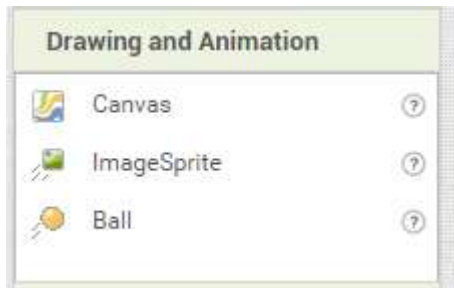 Drawing and Animation
Canvas ?
ImageSprite ?
Ball ?